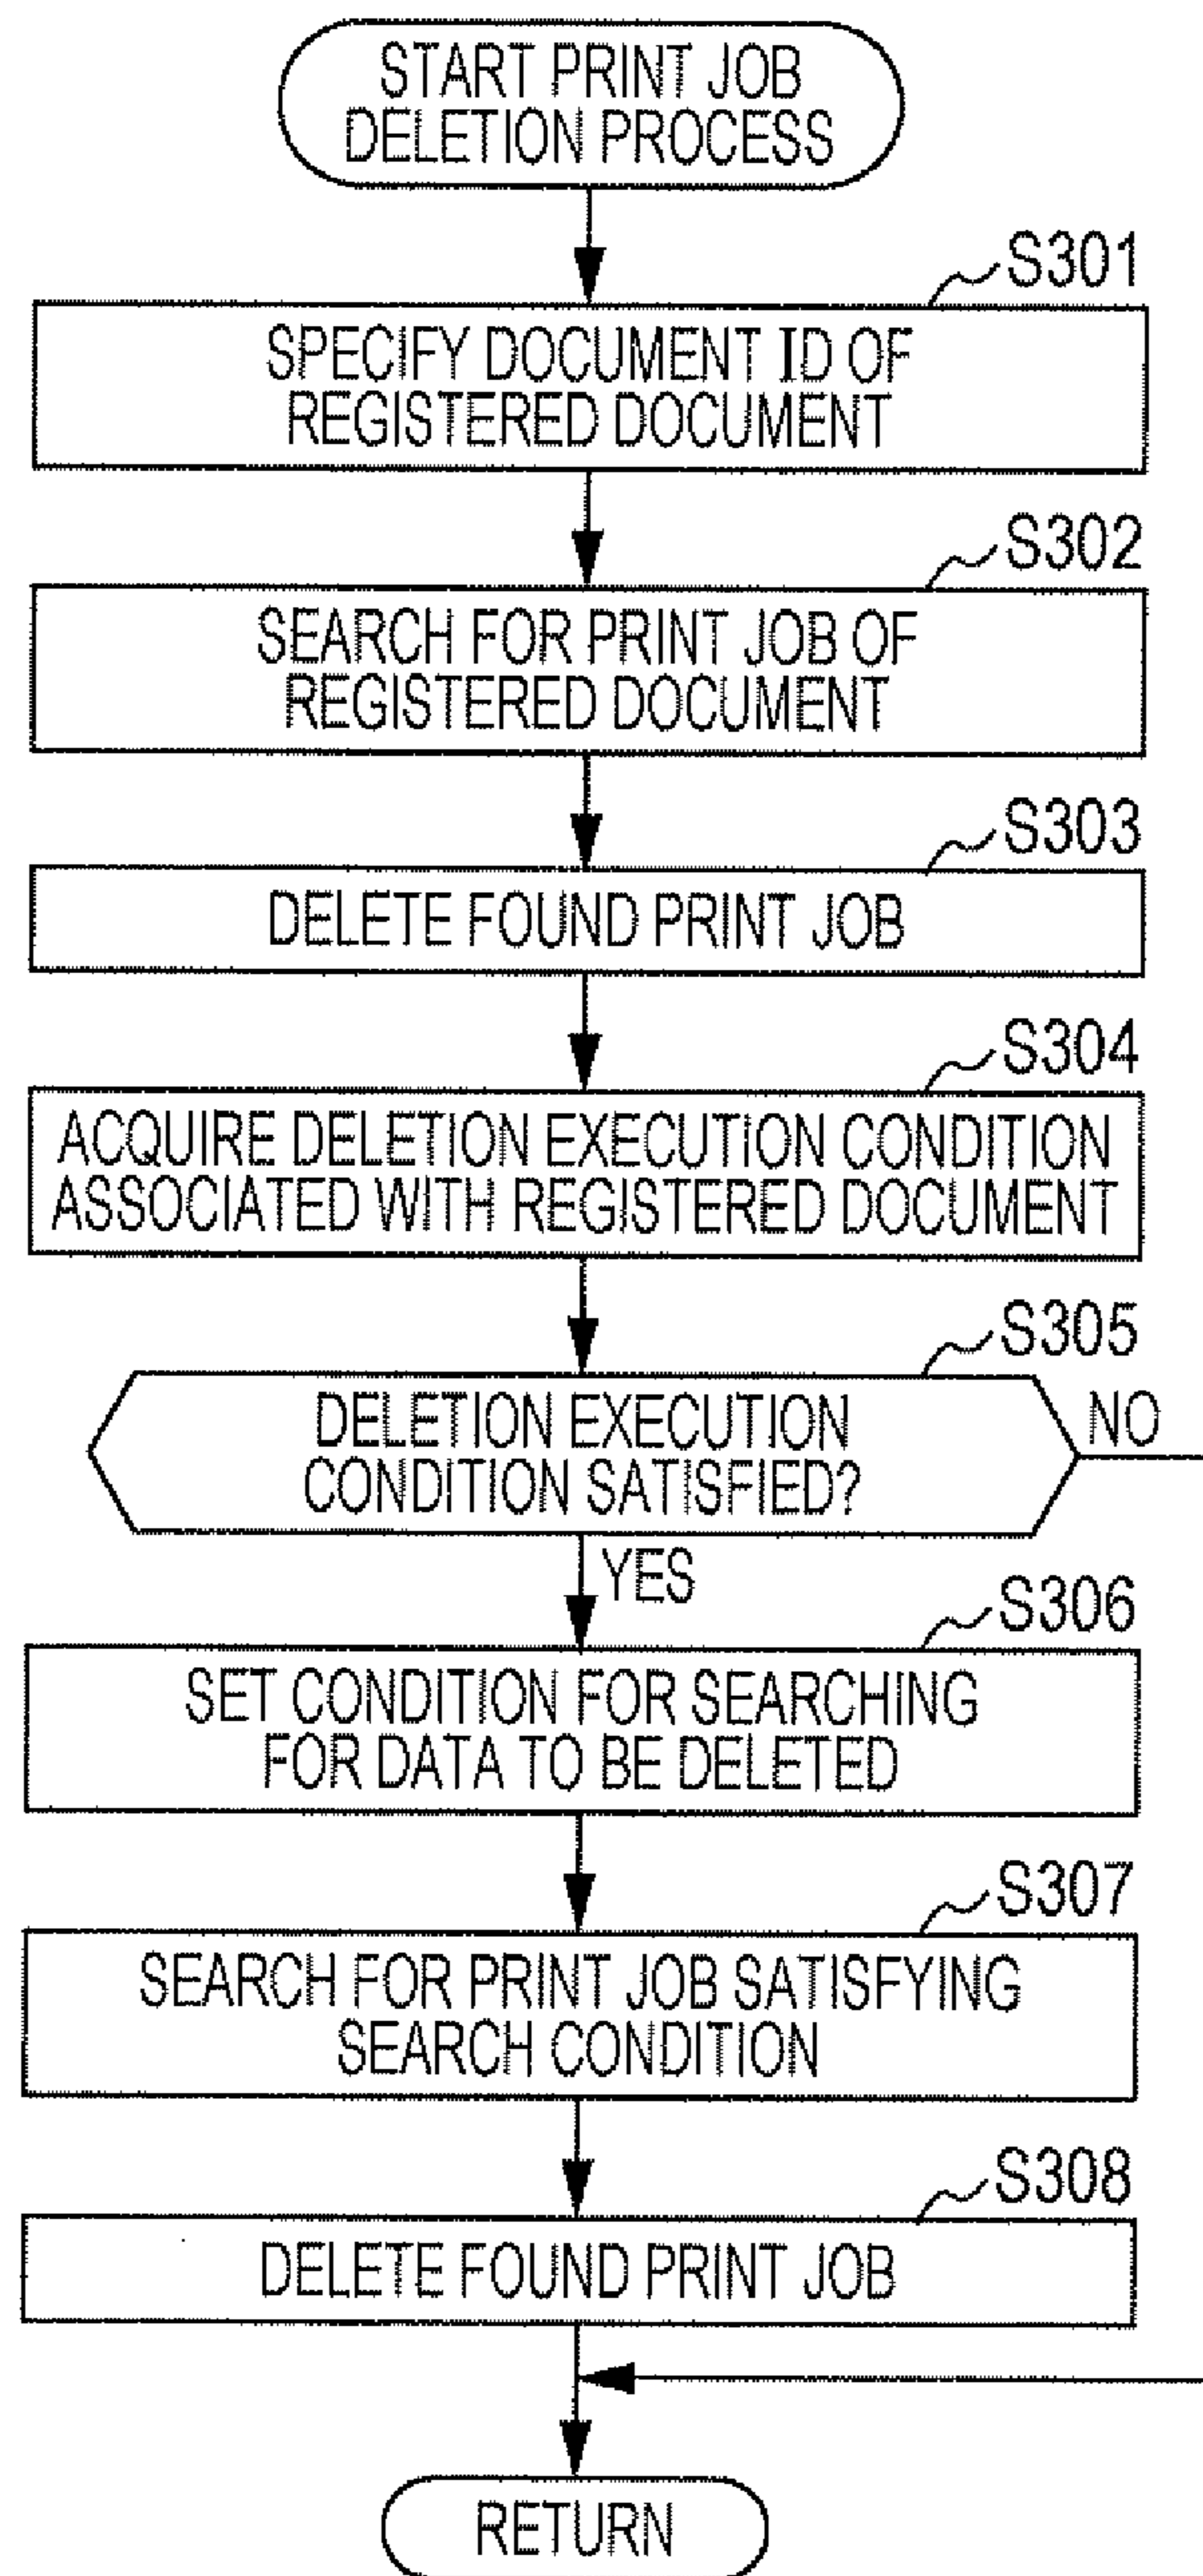 START PRINT JOB
DELETION PROCESS
S301
SPECIFY DOCUMENT ID OF
REGISTERED DOCUMENT
S302
SEARCH FOR PRINT JOB OF
REGISTERED DOCUMENT
S303
DELETE FOUND PRINT JOB
S304
ACQUIRE DELETION EXECUTION CONDITION
ASSOCIATED WITH REGISTERED DOCUMENT
S305
DELETION EXECUTION
CONDITION SATISFIED?
NO
YES
S306
SET CONDITION FOR SEARCHING
FOR DATA TO BE DELETED
S307
SEARCH FOR PRINT JOB SATISFYING
SEARCH CONDITION
S308
DELETE FOUND PRINT JOB
RETURN